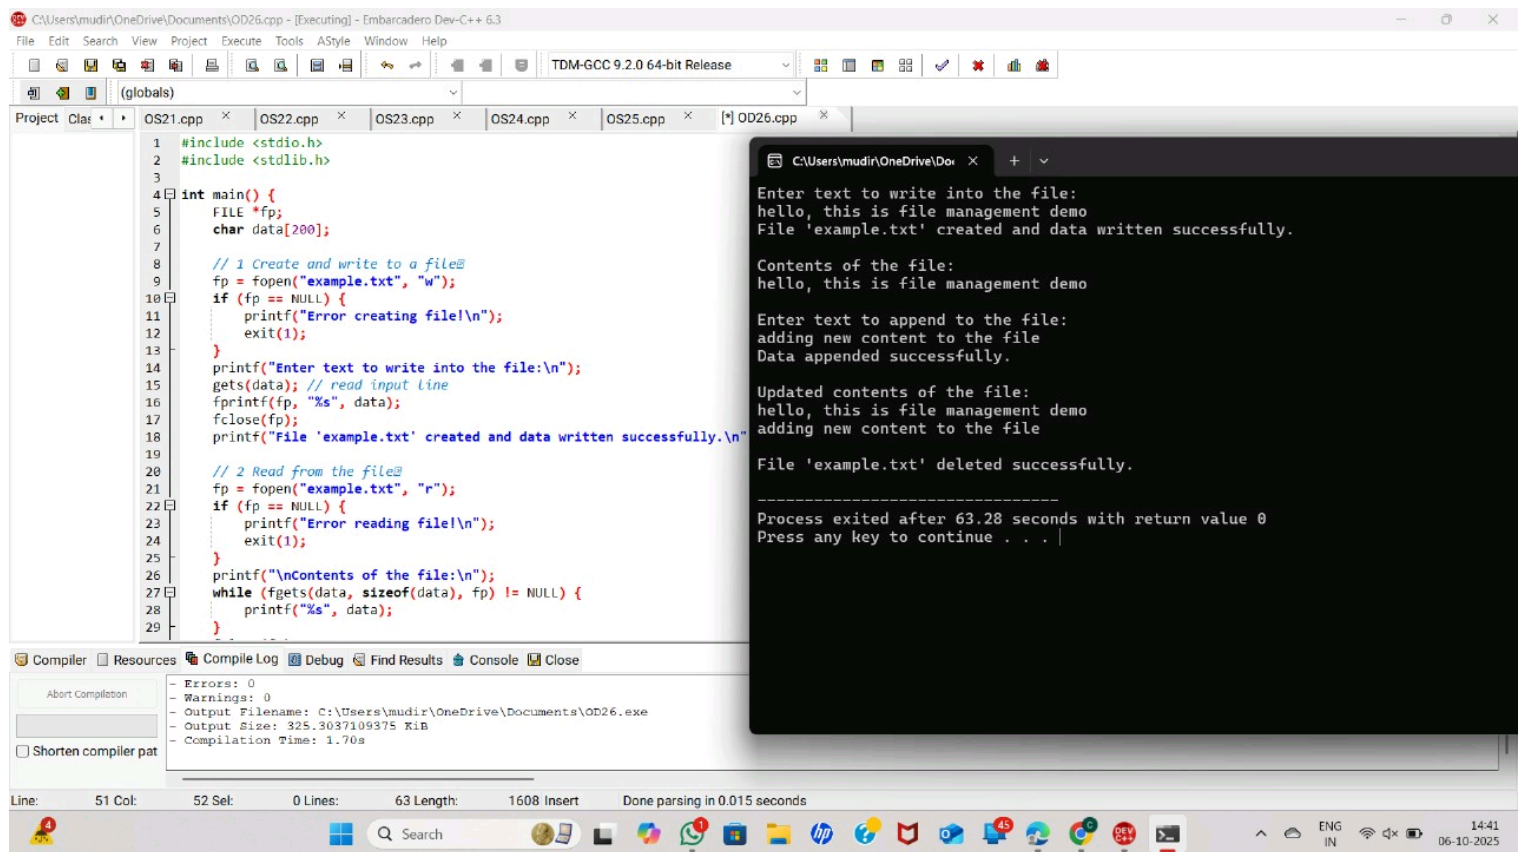 C:\Users\mudir\OneDrive\Documents\OD26.cpp - [Executing] - Embarcadero Dev-C++ 6.3
File Edit Search View Project Execute Tools AStyle Window Help
TDM-GCC 9.2.0 64-bit Release
(globals)
Project Clas OS21.cpp OS22.cpp OS23.cpp OS24.cpp OS25.cpp [*] OD26.cpp
1 #include <stdio.h>
2 #include <stdlib.h>
3
4 int main() {
5 FILE *fp;
6 char data[200];
7
8 // 1 Create and write to a file
9 fp = fopen("example.txt", "w");
10 if (fp == NULL) {
11 printf("Error creating file!\n");
12 exit(1);
13 }
14 printf("Enter text to write into the file:\n");
15 gets(data); // read input line
16 fprintf(fp, "%s", data);
17 fclose(fp);
18 printf("File 'example.txt' created and data written successfully.\n"
19
20 // 2 Read from the file
21 fp = fopen("example.txt", "r");
22 if (fp == NULL) {
23 printf("Error reading file!\n");
24 exit(1);
25 }
26 printf("\nContents of the file:\n");
27 while (fgets(data, sizeof(data), fp) != NULL) {
28 printf("%s", data);
29 }
C:\Users\mudir\OneDrive\Do
Enter text to write into the file:
hello, this is file management demo
File 'example.txt' created and data written successfully.
Contents of the file:
hello, this is file management demo
Enter text to append to the file:
adding new content to the file
Data appended successfully.
Updated contents of the file:
hello, this is file management demo
adding new content to the file
File 'example.txt' deleted successfully.
--------------------------------
Process exited after 63.28 seconds with return value 0
Press any key to continue . . .
Compiler Resources Compile Log Debug Find Results Console Close
Abort Compilation
Shorten compiler pat
- Errors: 0
- Warnings: 0
- Output Filename: C:\Users\mudir\OneDrive\Documents\OD26.exe
- Output Size: 325.3037109375 KiB
- Compilation Time: 1.70s
Line: 51 Col: 52 Sel: 0 Lines: 63 Length: 1608 Insert Done parsing in 0.015 seconds
4
Search
1
hp
45
C
DEV C++
ENG
IN
14:41
06-10-2025